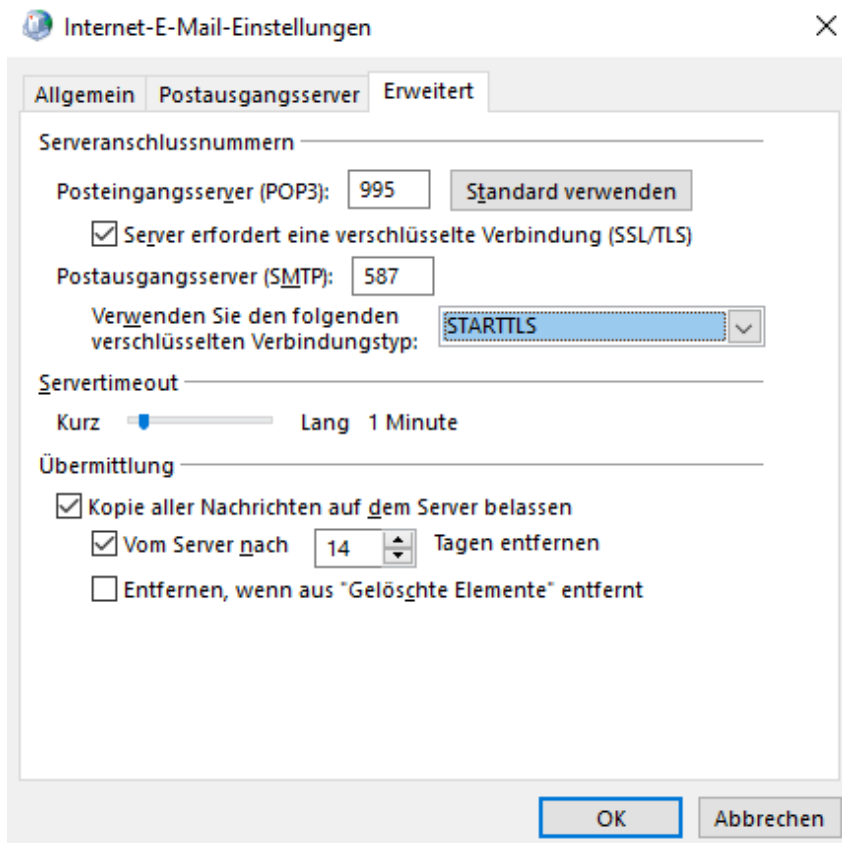 Internet-E-Mail-Einstellungen
Allgemein Postausgangsserver Erweitert
Serveranschlussnummern
Posteingangsserver (POP3): 995 Standard verwenden
Server erfordert eine verschlüsselte Verbindung (SSL/TLS)
Postausgangsserver (SMTP): 587
Verwenden Sie den folgenden
verschlüsselten Verbindungstyp: STARTTLS
Servertimeout
Kurz Lang 1 Minute
Übermittlung
Kopie aller Nachrichten auf dem Server belassen
Vom Server nach 14 Tagen entfernen
Entfernen, wenn aus "Gelöschte Elemente" entfernt
OK Abbrechen